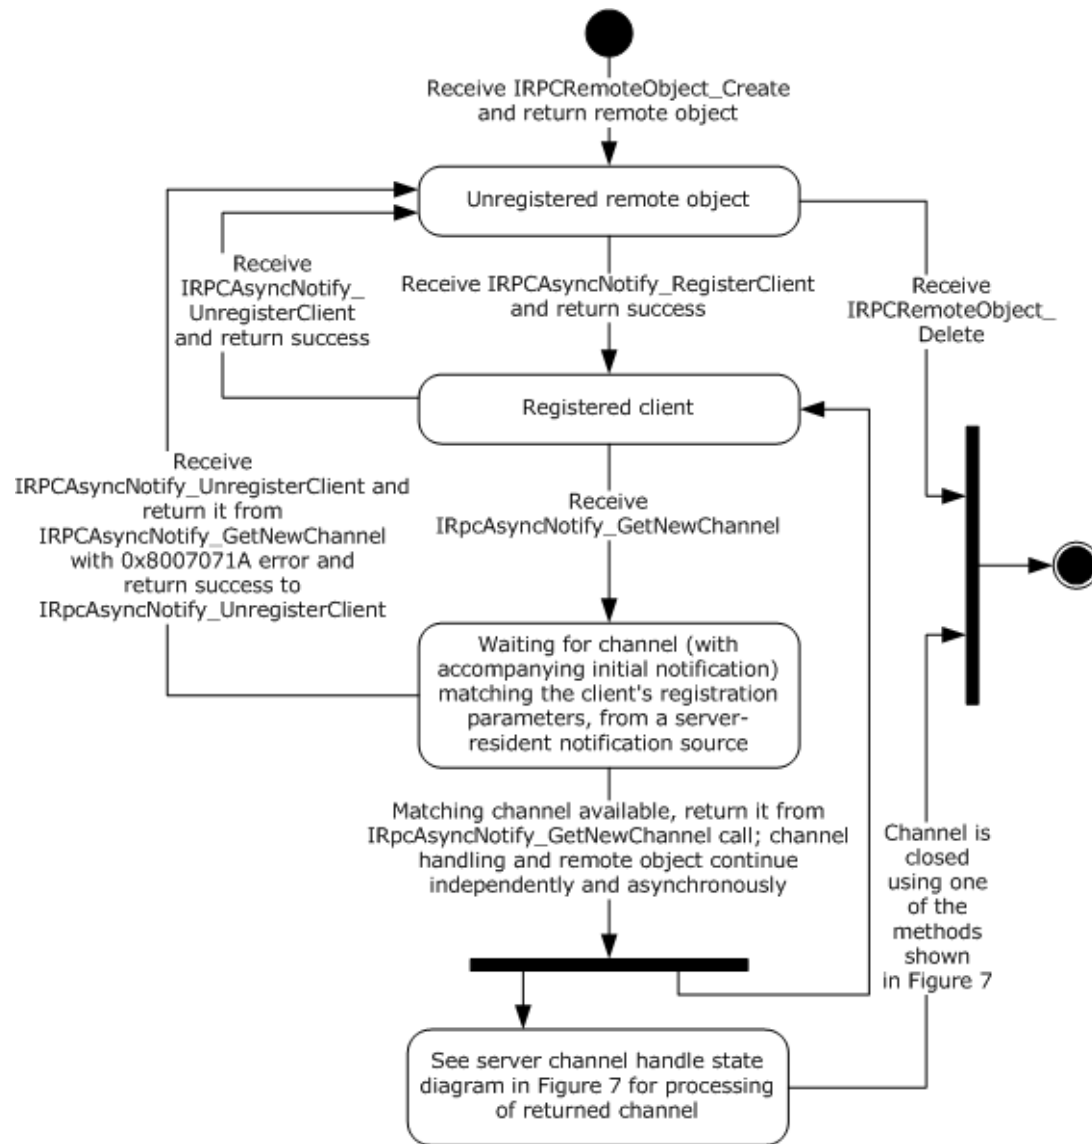 Receive IRPCRemoteObject_Create
and return remote object
Unregistered remote object
Receive
IRPCAsyncNotify_
UnregisterClient
and return success
Receive IRPCAsyncNotify_RegisterClient
and return success
Receive
IRPCRemoteObject_
Delete
Registered client
Receive
IRPCAsyncNotify_UnregisterClient and
return it from
IRPCAsyncNotify_GetNewChannel
with 0x8007071A error and
return success to
IRpcAsyncNotify_UnregisterClient
Receive
IRpcAsyncNotify_GetNewChannel
Waiting for channel (with
accompanying initial notification)
matching the client's registration
parameters, from a server-
resident notification source
Matching channel available, return it from
IRpcAsyncNotify_GetNewChannel call; channel
handling and remote object continue
independently and asynchronously
Channel is
closed
using one
of the
methods
shown
in Figure 7
See server channel handle state
diagram in Figure 7 for processing
of returned channel